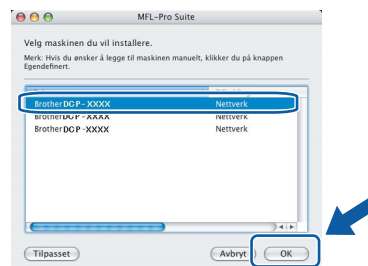 MFL-Pro Suite
Velg maskinen du vil installere.
Merk: Hvis du ønsker å legge til maskinen manuelt, klikker du på knappen
Egendefinert.
Brother DCP-XXXX Nettverk
Brother DCP-XXXX Nettverk
Brother DCP-XXXX Nettverk
Tilpasset Avbryt OK